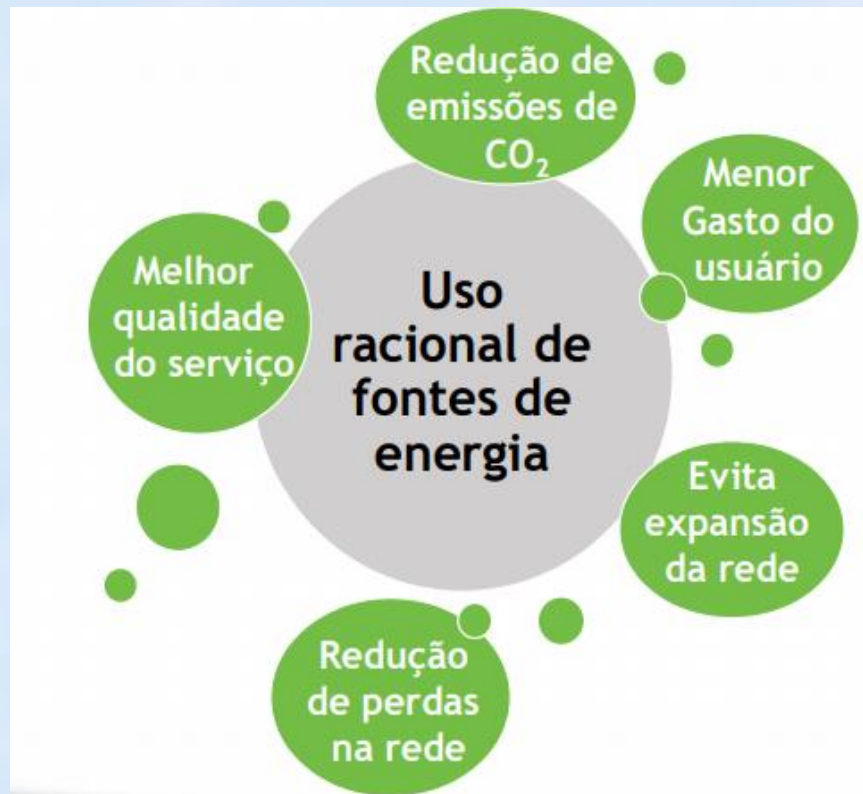 Redução de
emissões de
CO₂
Menor
Gasto do
usuário
Melhor
qualidade
do serviço
Uso
racional de
fontes de
energia
Evita
expansão
da rede
Redução
de perdas
na rede